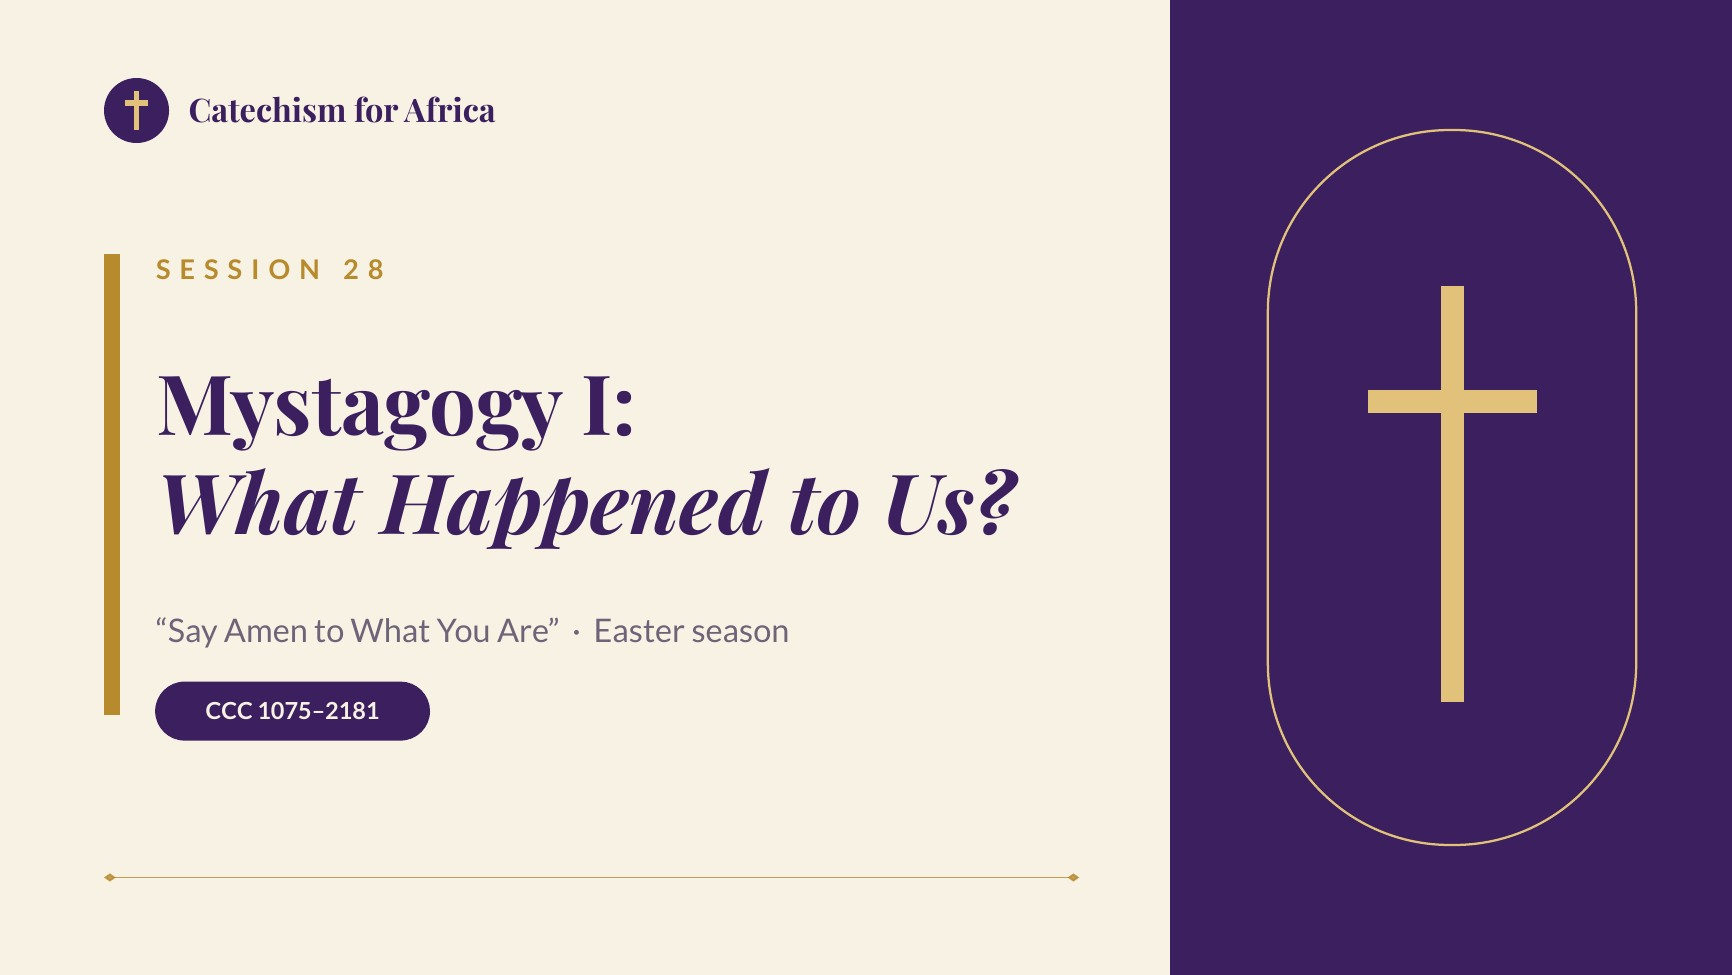 Catechism for Africa
SESSION 28
Mystagogy I:
What Happened to Us?
“Say Amen to What You Are” · Easter season
CCC 1075–2181